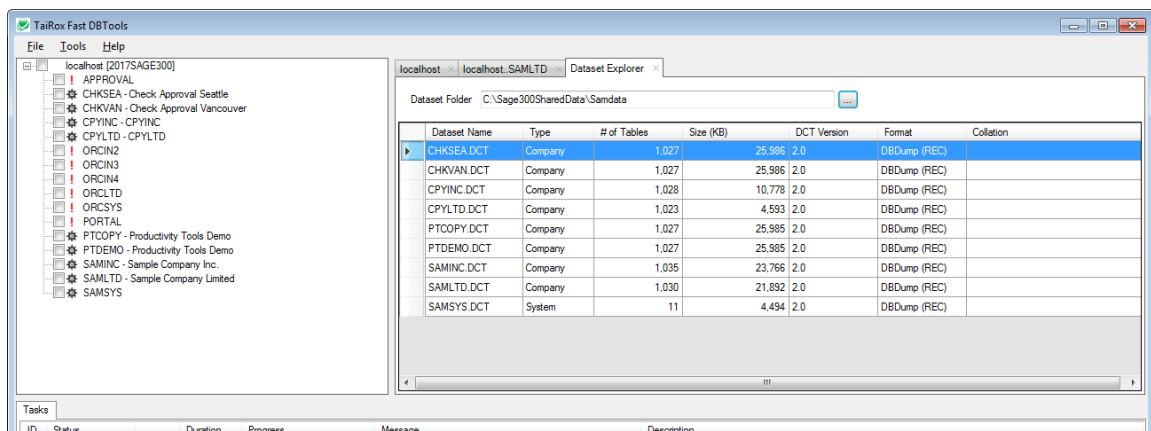 TaiRox Fast DBTools
File Tools Help
localhost [2017SAGE300]
APPROVAL
CHKSEA - Check Approval Seattle
CHKVAN - Check Approval Vancouver
CPYINC - CPYINC
CPYLTD - CPYLTD
ORCIN2
ORCIN3
ORCIN4
ORCLTD
ORCSYS
PORTAL
PTCOPY - Productivity Tools Demo
PTDEMO - Productivity Tools Demo
SAMINC - Sample Company Inc.
SAMLTD - Sample Company Limited
SAMSYS
localhost localhost..SAMLTD Dataset Explorer
Dataset Folder C:\Sage300SharedData\Samdata ...
Dataset Name Type # of Tables Size (KB) DCT Version Format Collation
CHKSEA.DCT Company 1,027 25,986 2.0 DBDump (REC)
CHKVAN.DCT Company 1,027 25,986 2.0 DBDump (REC)
CPYINC.DCT Company 1,028 10,778 2.0 DBDump (REC)
CPYLTD.DCT Company 1,023 4,593 2.0 DBDump (REC)
PTCOPY.DCT Company 1,027 25,985 2.0 DBDump (REC)
PTDEMO.DCT Company 1,027 25,985 2.0 DBDump (REC)
SAMINC.DCT Company 1,035 23,766 2.0 DBDump (REC)
SAMLTD.DCT Company 1,030 21,892 2.0 DBDump (REC)
SAMSYS.DCT System 11 4,494 2.0 DBDump (REC)
Tasks
ID Status Duration Progress Message Description